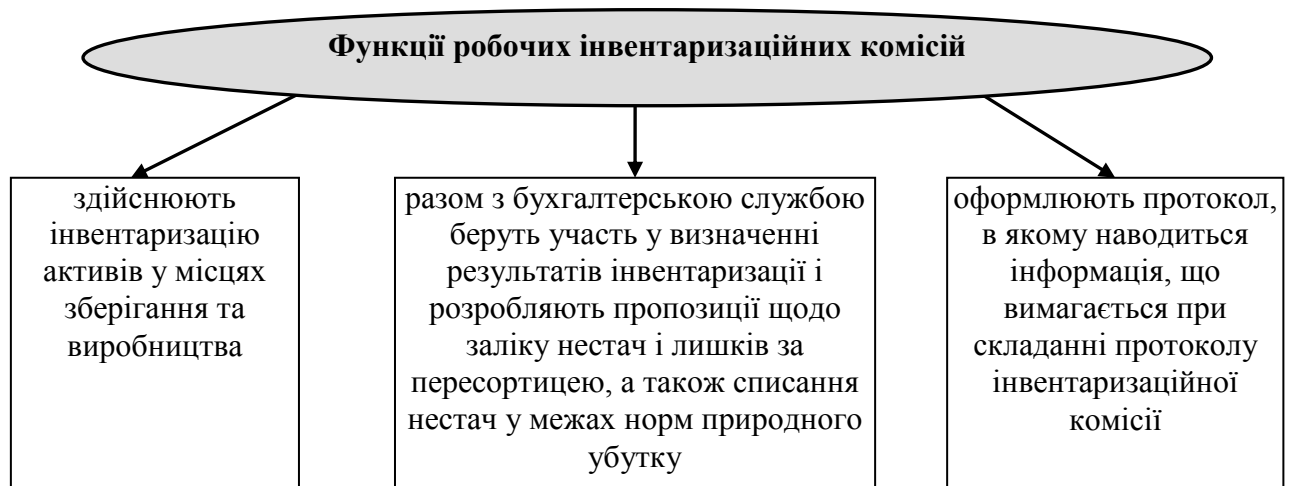 Функції робочих інвентаризаційних комісій
здійснюють
інвентаризацію
активів у місцях
зберігання та
виробництва
разом з бухгалтерською службою
беруть участь у визначенні
результатів інвентаризації і
розробляють пропозиції щодо
заліку нестач і лишків за
пересортицею, а також списання
нестач у межах норм природного
убутку
оформлюють протокол,
в якому наводиться
інформація, що
вимагається при
складанні протоколу
інвентаризаційної
комісії